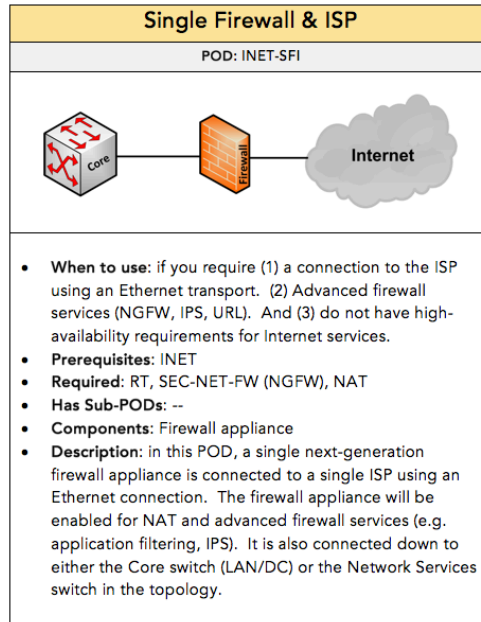 Single Firewall & ISP
POD: INET-SFI
Core
Firewall
Internet
• When to use: if you require (1) a connection to the ISP
using an Ethernet transport. (2) Advanced firewall
services (NGFW, IPS, URL). And (3) do not have high-
availability requirements for Internet services.
• Prerequisites: INET
• Required: RT, SEC-NET-FW (NGFW), NAT
• Has Sub-PODs: --
• Components: Firewall appliance
• Description: in this POD, a single next-generation
firewall appliance is connected to a single ISP using an
Ethernet connection. The firewall appliance will be
enabled for NAT and advanced firewall services (e.g.
application filtering, IPS). It is also connected down to
either the Core switch (LAN/DC) or the Network Services
switch in the topology.